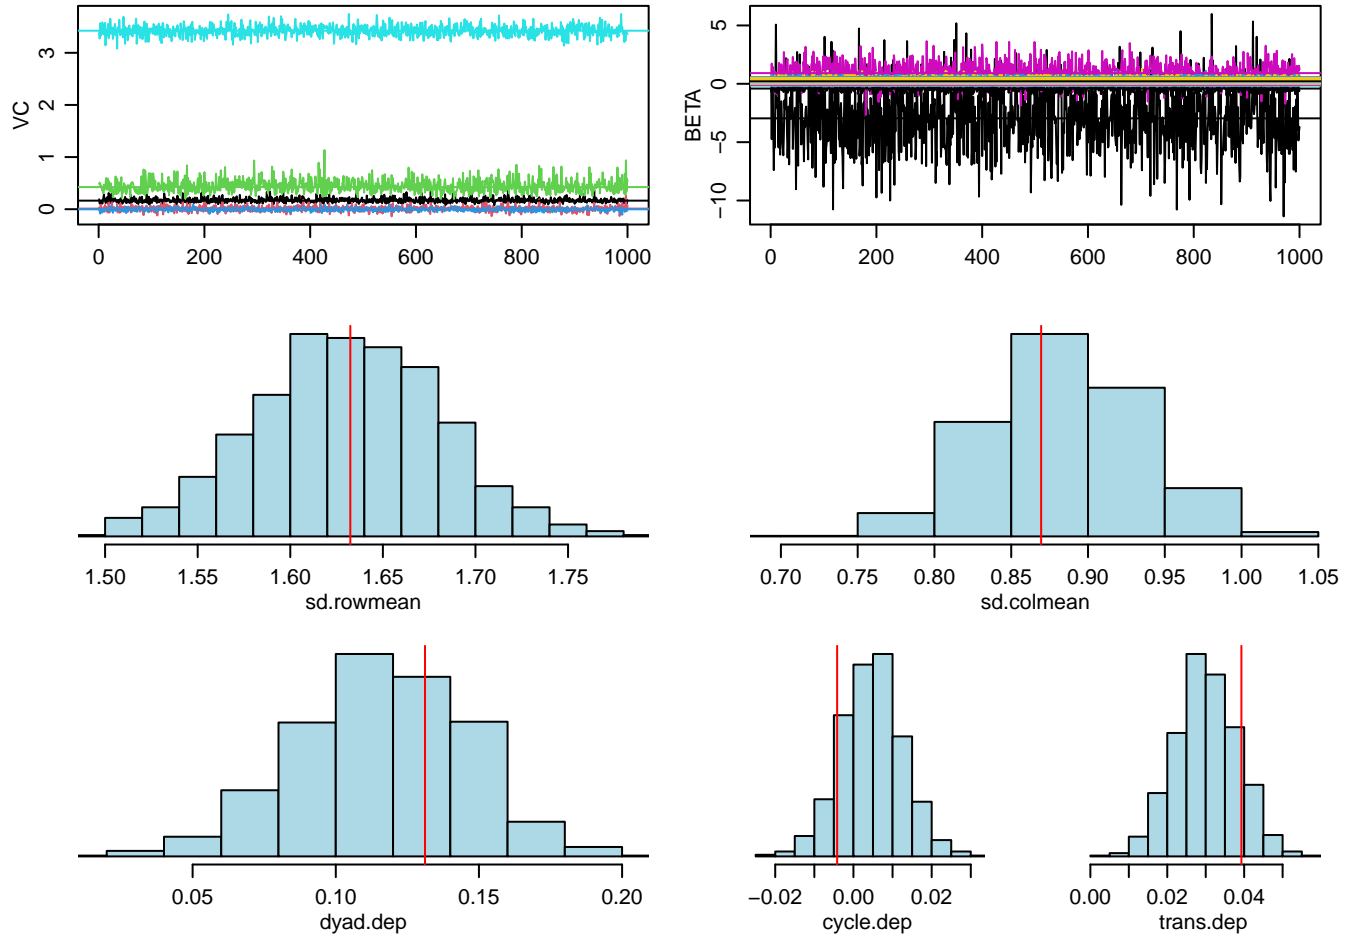 VC
3
2
1
0
0 200 400 600 800 1000
BETA
5
0
−5
−10
0 200 400 600 800 1000
1.50 1.55 1.60 1.65 1.70 1.75
sd.rowmean
0.70 0.75 0.80 0.85 0.90 0.95 1.00 1.05
sd.colmean
0.05 0.10 0.15 0.20
dyad.dep
−0.02 0.00 0.02
cycle.dep
0.00 0.02 0.04
trans.dep